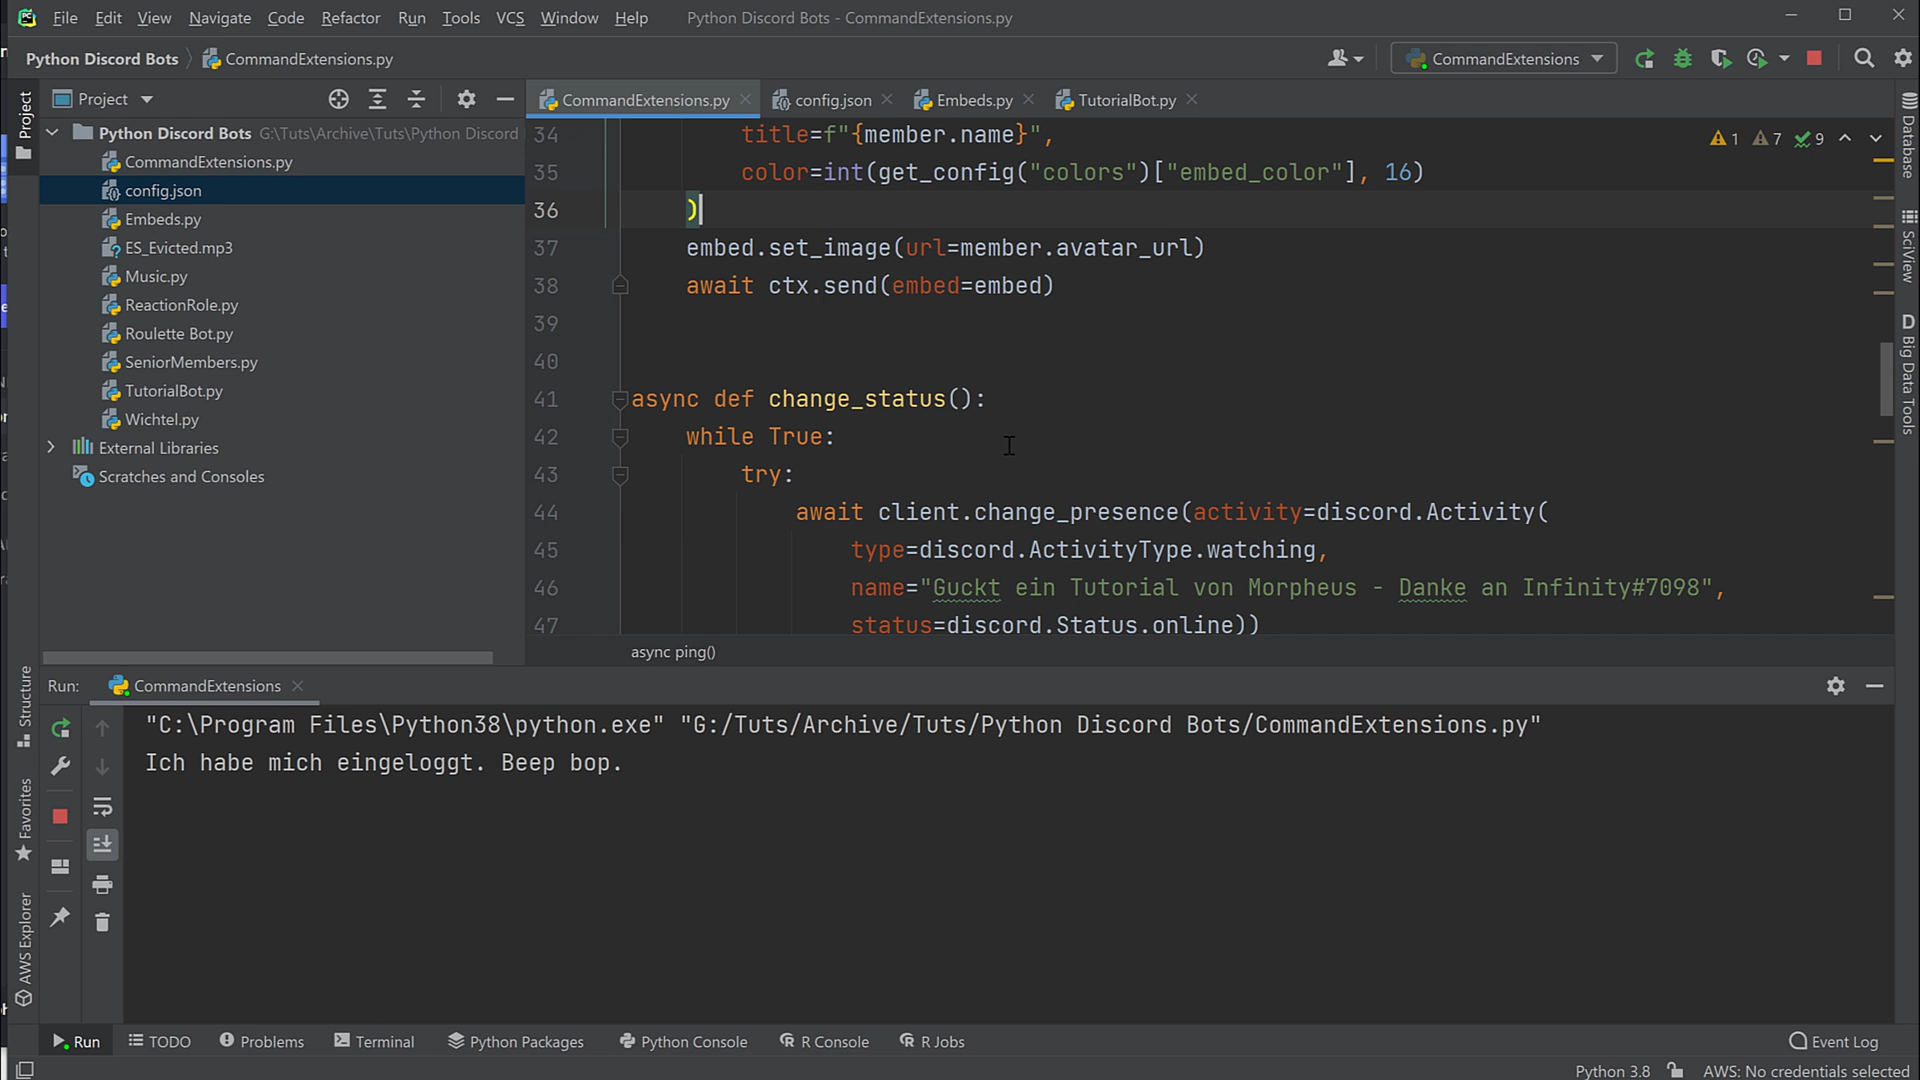 File Edit View Navigate Code Refactor Run Tools VCS Window Help Python Discord Bots - CommandExtensions.py
Python Discord Bots CommandExtensions.py CommandExtensions
Project CommandExtensions.py config.json Embeds.py TutorialBot.py
Python Discord Bots G:\Tuts\Archive\Tuts\Python Discord
CommandExtensions.py
config.json
Embeds.py
ES_Evicted.mp3
Music.py
ReactionRole.py
Roulette Bot.py
SeniorMembers.py
TutorialBot.py
Wichtel.py
External Libraries
Scratches and Consoles
34 title=f"{member.name}",
35 color=int(get_config("colors")["embed_color"], 16)
36 )
37 embed.set_image(url=member.avatar_url)
38 await ctx.send(embed=embed)
39
40
41 async def change_status():
42 while True:
43 try:
44 await client.change_presence(activity=discord.Activity(
45 type=discord.ActivityType.watching,
46 name="Guckt ein Tutorial von Morpheus - Danke an Infinity#7098",
47 status=discord.Status.online))
1 7 9
async ping()
Project
Structure
Favorites
AWS Explorer
Database
SciView
D Big Data Tools
Run: CommandExtensions
"C:\Program Files\Python38\python.exe" "G:/Tuts/Archive/Tuts/Python Discord Bots/CommandExtensions.py"
Ich habe mich eingeloggt. Beep bop.
Run TODO Problems Terminal Python Packages Python Console R Console R Jobs Event Log
Python 3.8 AWS: No credentials selected